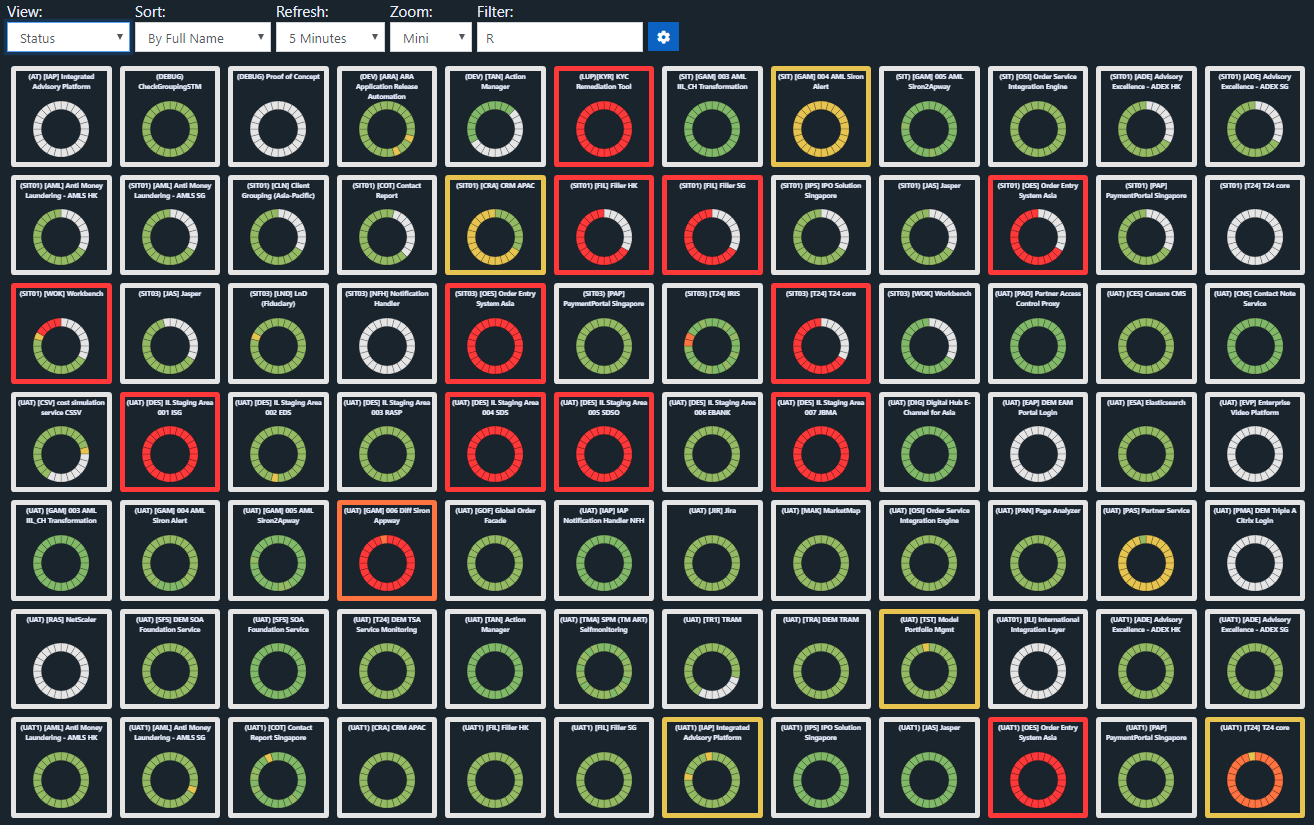 View: Sort: Refresh: Zoom: Filter:
Status By Full Name 5 Minutes Mini R
(AT) [IAP] Integrated
Advisory Platform
(DEBUG)
CheckGroupingSTM
(DEBUG) Proof of Concept
(DEV) [ARA] ARA
Application Release
Automation
(DEV) [TAN] Action
Manager
(LUP)[KYR] KYC
Remediation Tool
(SIT) [GAM] 003 AML
IIL_CH Transformation
(SIT) [GAM] 004 AML Siron
Alert
(SIT) [GAM] 005 AML
Siron2Apway
(SIT) [OSI] Order Service
Integration Engine
(SIT01) [ADE] Advisory
Excellence - ADEX HK
(SIT01) [ADE] Advisory
Excellence - ADEX SG
(SIT01) [AML] Anti Money
Laundering - AMLS HK
(SIT01) [AML] Anti Money
Laundering - AMLS SG
(SIT01) [CLN] Client
Grouping (Asia-Pacific)
(SIT01) [COT] Contact
Report
(SIT01) [CRA] CRM APAC
(SIT01) [FIL] Filler HK
(SIT01) [FIL] Filler SG
(SIT01) [IPS] IPO Solution
Singapore
(SIT01) [JAS] Jasper
(SIT01) [OES] Order Entry
System Asia
(SIT01) [PAP]
PaymentPortal Singapore
(SIT01) [T24] T24 core
(SIT01) [WOK] Workbench
(SIT03) [JAS] Jasper
(SIT03) [LND] LnD
(Fiduciary)
(SIT03) [NFH] Notification
Handler
(SIT03) [OES] Order Entry
System Asia
(SIT03) [PAP]
PaymentPortal Singapore
(SIT03) [T24] IRIS
(SIT03) [T24] T24 core
(SIT03) [WOK] Workbench
(UAT) [PAO] Partner Access
Control Proxy
(UAT) [CES] Censare CMS
(UAT) [CNS] Contact Note
Service
(UAT) [CSV] cost simulation
service CSSV
(UAT) [DES] IL Staging Area
001 ISG
(UAT) [DES] IL Staging Area
002 EDS
(UAT) [DES] IL Staging Area
003 RASP
(UAT) [DES] IL Staging Area
004 SDS
(UAT) [DES] IL Staging Area
005 SDSO
(UAT) [DES] IL Staging Area
006 EBANK
(UAT) [DES] IL Staging Area
007 JBMA
(UAT) [DIG] Digital Hub E-
Channel for Asia
(UAT) [EAP] DEM EAM
Portal Login
(UAT) [ESA] Elasticsearch
(UAT) [EVP] Enterprise
Video Platform
(UAT) [GAM] 003 AML
IIL_CH Transformation
(UAT) [GAM] 004 AML
Siron Alert
(UAT) [GAM] 005 AML
Siron2Apway
(UAT) [GAM] 006 Diff Siron
Appway
(UAT) [GOF] Global Order
Facade
(UAT) [IAP] IAP
Notification Handler NFH
(UAT) [JIR] Jira
(UAT) [MAK] MarketMap
(UAT) [OSI] Order Service
Integration Engine
(UAT) [PAN] Page Analyzer
(UAT) [PAS] Partner Service
(UAT) [PMA] DEM Triple A
Citrix Login
(UAT) [RAS] NetScaler
(UAT) [SFS] DEM SOA
Foundation Service
(UAT) [SFS] SOA
Foundation Service
(UAT) [T24] DEM TSA
Service Monitoring
(UAT) [TAN] Action
Manager
(UAT) [TMA] SPM (TM ART)
Selfmonitoring
(UAT) [TR1] TRAM
(UAT) [TRA] DEM TRAM
(UAT) [TST] Model
Portfolio Mgmt
(UAT01) [ILI] International
Integration Layer
(UAT1) [ADE] Advisory
Excellence - ADEX HK
(UAT1) [ADE] Advisory
Excellence - ADEX SG
(UAT1) [AML] Anti Money
Laundering - AMLS HK
(UAT1) [AML] Anti Money
Laundering - AMLS SG
(UAT1) [COT] Contact
Report Singapore
(UAT1) [CRA] CRM APAC
(UAT1) [FIL] Filler HK
(UAT1) [FIL] Filler SG
(UAT1) [IAP] Integrated
Advisory Platform
(UAT1) [IPS] IPO Solution
Singapore
(UAT1) [JAS] Jasper
(UAT1) [OES] Order Entry
System Asia
(UAT1) [PAP]
PaymentPortal Singapore
(UAT1) [T24] T24 core